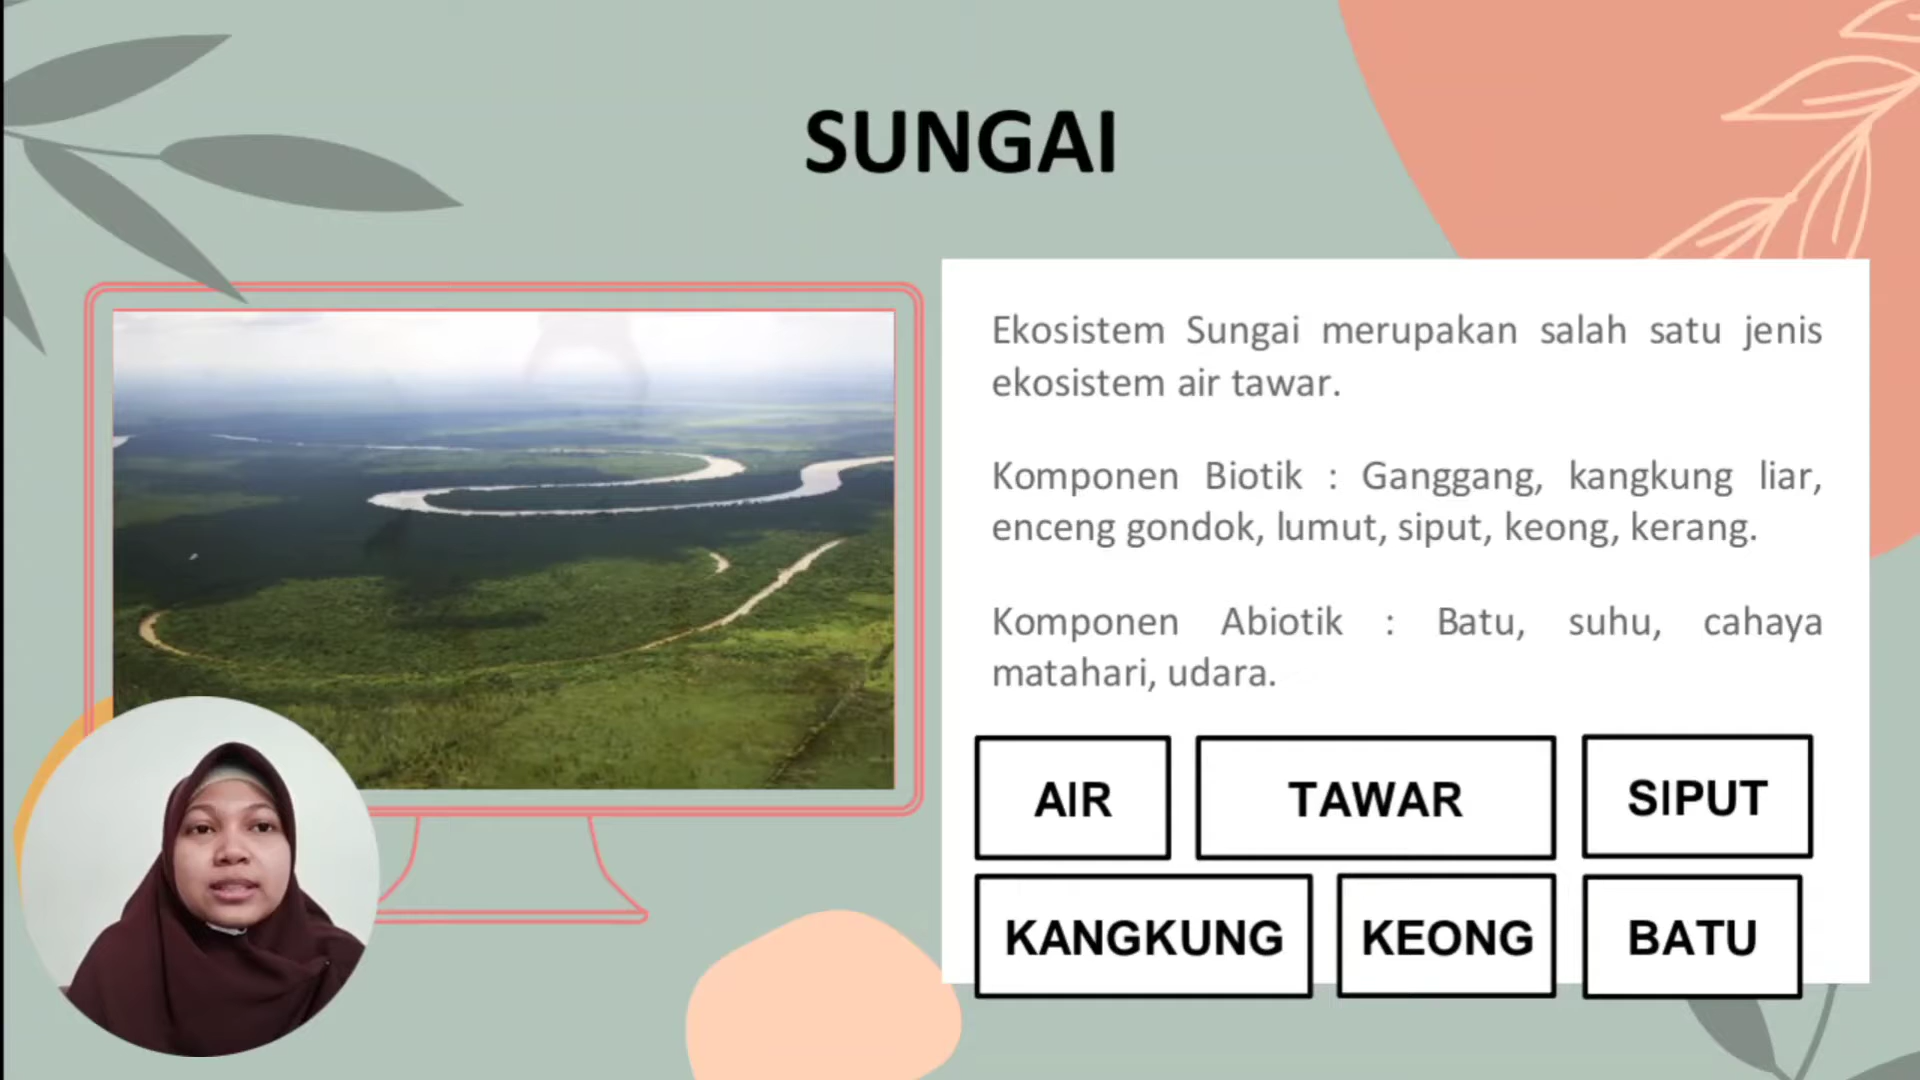 SUNGAI
Ekosistem Sungai merupakan salah satu jenis
ekosistem air tawar.
Komponen Biotik : Ganggang, kangkung liar,
enceng gondok, lumut, siput, keong, kerang.
Komponen Abiotik : Batu, suhu, cahaya
matahari, udara.
AIR TAWAR SIPUT
KANGKUNG KEONG BATU